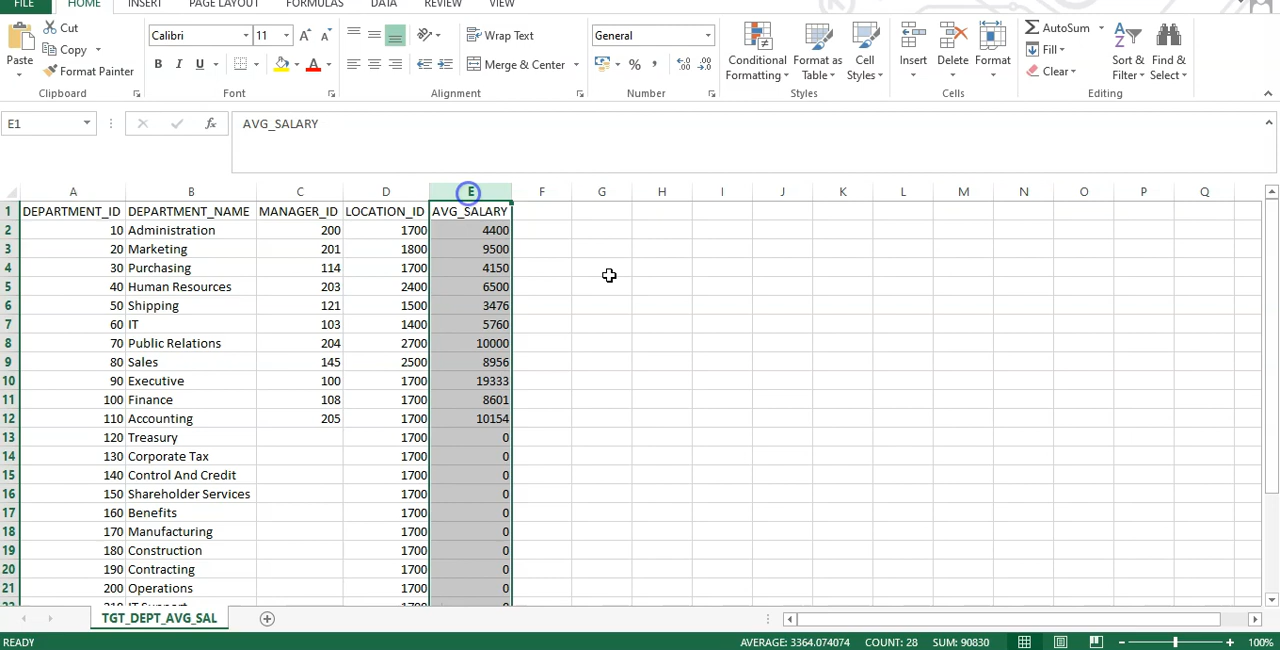 FILE HOME INSERT PAGE LAYOUT FORMULAS DATA REVIEW VIEW
Cut Calibri 11 Wrap Text General AutoSum
Copy Fill
Paste Format Painter B I U Merge & Center % Conditional Format as Cell Insert Delete Format Clear Sort & Find &
Formatting Table Styles Filter Select
Clipboard Font Alignment Number Styles Cells Editing
E1 fx AVG_SALARY
A B C D E F G H I J K L M N O P Q
1 DEPARTMENT_ID DEPARTMENT_NAME MANAGER_ID LOCATION_ID AVG_SALARY
2 10 Administration 200 1700 4400
3 20 Marketing 201 1800 9500
4 30 Purchasing 114 1700 4150
5 40 Human Resources 203 2400 6500
6 50 Shipping 121 1500 3476
7 60 IT 103 1400 5760
8 70 Public Relations 204 2700 10000
9 80 Sales 145 2500 8956
10 90 Executive 100 1700 19333
11 100 Finance 108 1700 8601
12 110 Accounting 205 1700 10154
13 120 Treasury 1700 0
14 130 Corporate Tax 1700 0
15 140 Control And Credit 1700 0
16 150 Shareholder Services 1700 0
17 160 Benefits 1700 0
18 170 Manufacturing 1700 0
19 180 Construction 1700 0
20 190 Contracting 1700 0
21 200 Operations 1700 0
TGT_DEPT_AVG_SAL
READY AVERAGE: 3364.074074 COUNT: 28 SUM: 90830 100%